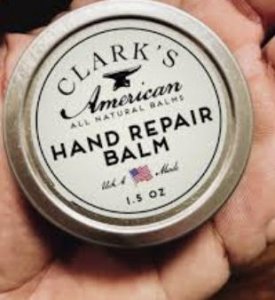 CLARK'S
American
ALL NATURAL BALMS
HAND REPAIR
BALM
U.S.A. Made
1.5 OZ